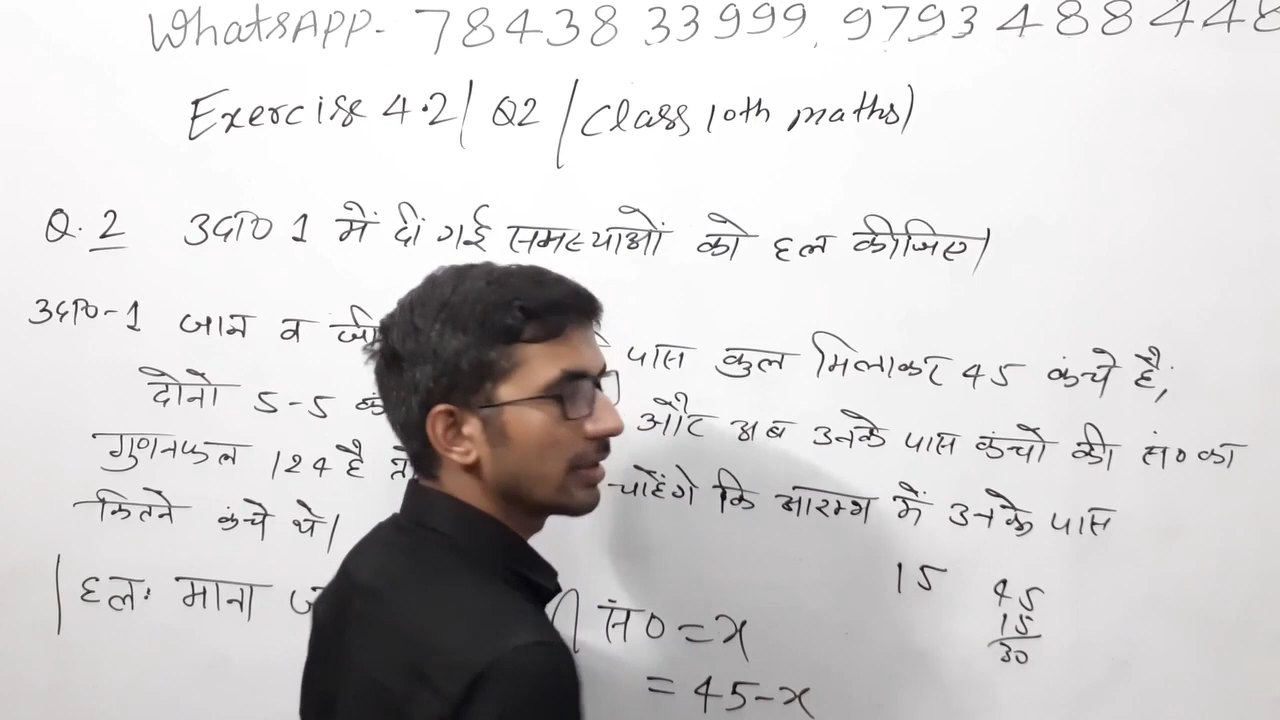 WhatsAPP- 7843833999, 9793488448
Exercise 4.2/ Q2 /(Class 10th maths)
Q. 2 उदा० 1 में दी गई समस्याओं को हल कीजिए।
उदा०-1 जान व पास कुल मिलाकर 45 कंचे हैं,
दोनो 5-5 और अब उनके पास कंचो की सं० का
गुणनफल 124 है चाहेंगे कि आरम्भ में उनके पास
कितने कंचे थे।
15 45
15
30
हल: माना सं० = x
= 45-x